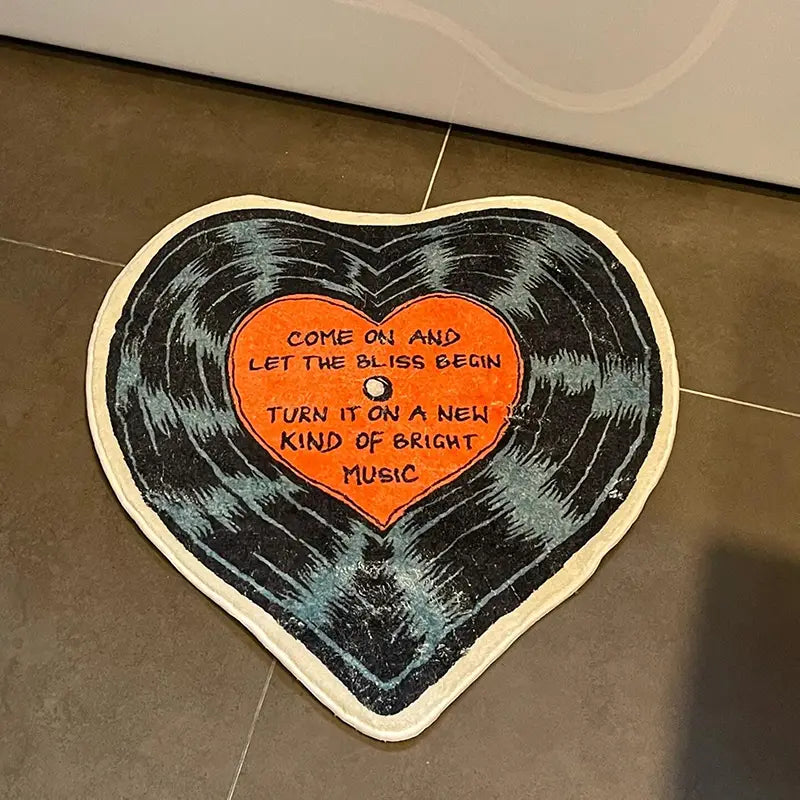 COME ON AND
LET THE BLISS BEGIN
TURN IT ON A NEW
KIND OF BRIGHT
MUSIC